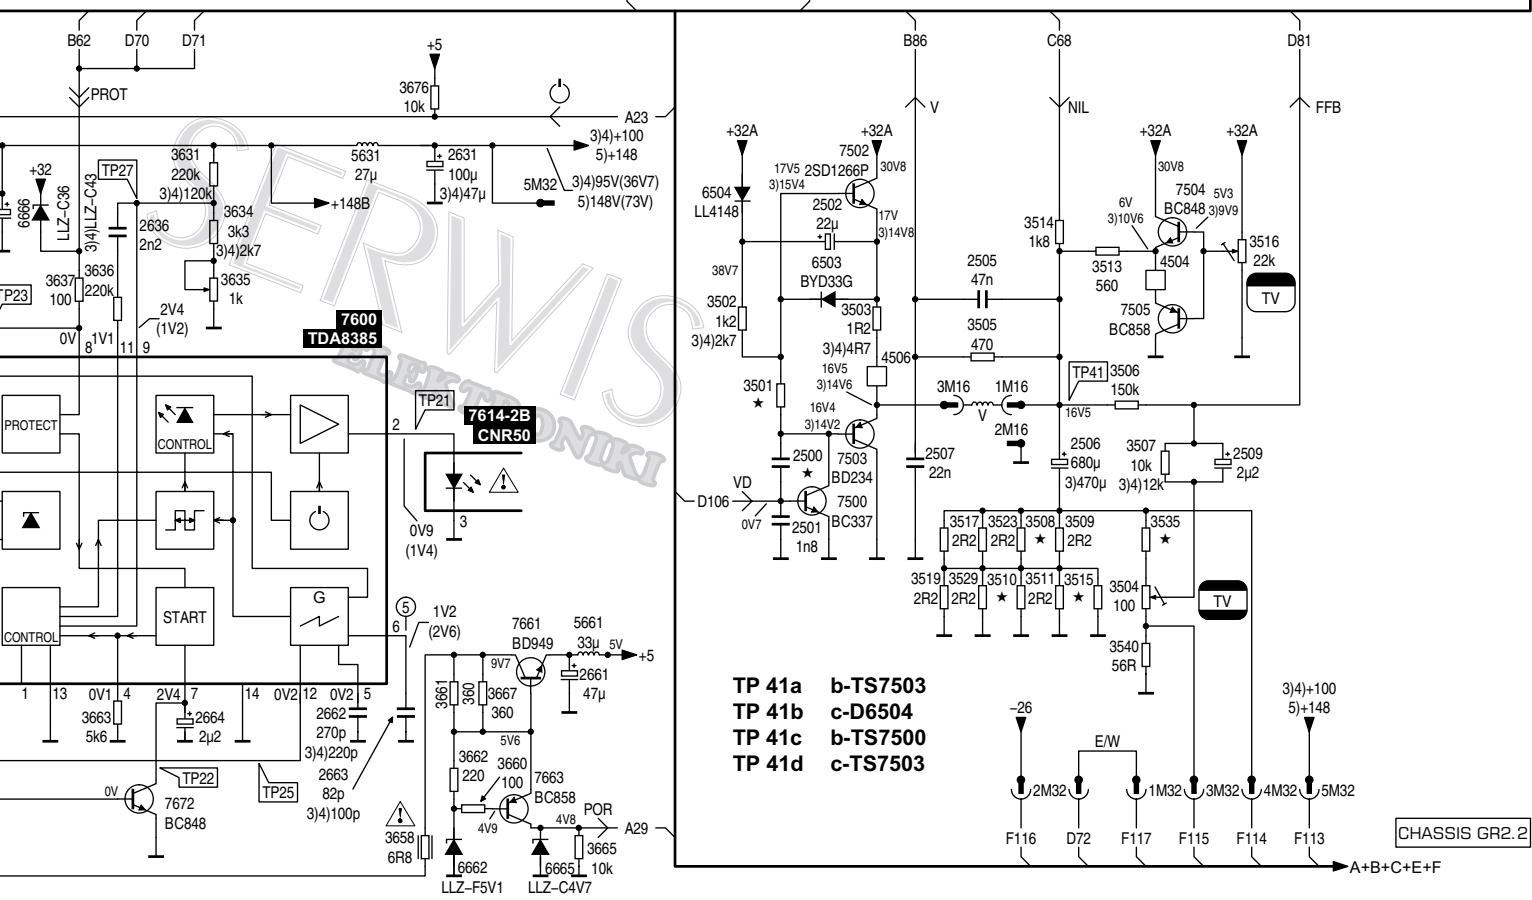 B62 D70 D71 B86 C68 D81
+5
PROT
3676
10k
A23
V
NIL
FFB
3)4)+100
5)+148
3631
220k
3)4)120k
5631
27µ
2631
100µ
3)4)47µ
5M32
3)4)95V(36V7)
5)148V(73V)
+32
TP27
6666
LLZ–C36
3)4)LLZ–C43
+148B
2636
2n2
3634
3k3
3)4)2k7
3635
1k
3637
100
3636
220k
TP23
2V4
(1V2)
0V
1V1
8 11 9
7600
TDA8385
SERWIS
ELEKTRONIKI
PROTECT
CONTROL
2
TP21
7614-2B
CNR50
3
0V9
(1V4)
CONTROL
START
G
5
6
1V2
(2V6)
1 13 0V1 4 2V4 7 14 0V2 12 0V2 5
3663
5k6
2664
2µ2
2662
270p
3)4)220p
2663
82p
3)4)100p
TP22
TP25
0V
7672
BC848
7661
BD949
5661
33µ
5V
+5
9V7
2661
47µ
3661
360
3667
360
5V6
3662
220
3660
100
7663
BC858
4V9
4V8
POR
A29
3658
6R8
6662
LLZ–F5V1
6665
LLZ–C4V7
3665
10k
+32A
+32A
7502
2SD1266P
30V8
17V5
3)15V4
6504
LL4148
2502
22µ
17V
3)14V8
6503
BYD33G
38V7
3502
1k2
3)4)2k7
3503
1R2
3)4)4R7
4506
16V5
3)14V6
3501
★
16V4
3)14V2
7503
BD234
2500
★
7500
BC337
D106
VD
0V7
2501
1n8
2505
47n
3505
470
3M16
V
1M16
2M16
2507
22n
3514
1k8
3513
560
6V
3)10V6
+32A
30V8
7504
BC848
5V3
3)9V9
+32A
3516
22k
TV
4504
7505
BC858
TP41
16V5
3506
150k
2506
680µ
3)470µ
3507
10k
3)4)12k
2509
2µ2
3517
2R2
3523
2R2
3508
★
3509
2R2
3535
★
3519
2R2
3529
2R2
3510
★
3511
2R2
3515
★
3504
100
TV
3540
56R
TP 41a b-TS7503
TP 41b c-D6504
TP 41c b-TS7500
TP 41d c-TS7503
–26
E/W
3)4)+100
5)+148
2M32 1M32 3M32 4M32 5M32
F116 D72 F117 F115 F114 F113
CHASSIS GR2.2
A+B+C+E+F